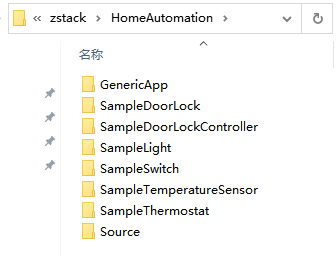 « zstack › HomeAutomation
名称
GenericApp
SampleDoorLock
SampleDoorLockController
SampleLight
SampleSwitch
SampleTemperatureSensor
SampleThermostat
Source